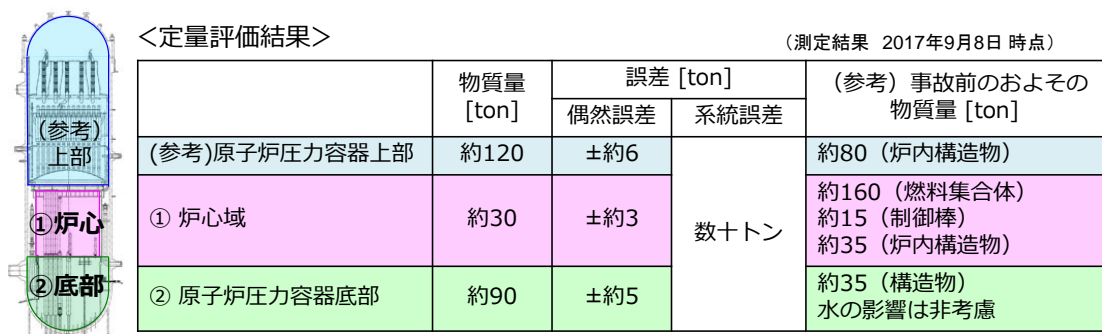 ＜定量評価結果＞
（測定結果 2017年9月8日 時点）
物質量
[ton]
誤差 [ton]
偶然誤差
系統誤差
（参考）事故前のおよその
物質量 [ton]
(参考)原子炉圧力容器上部
約120
±約6
数十トン
約80（炉内構造物）
① 炉心域
約30
±約3
約160（燃料集合体）
約15（制御棒）
約35（炉内構造物）
② 原子炉圧力容器底部
約90
±約5
約35（構造物）
水の影響は非考慮
(参考)
上部
①炉心
②底部